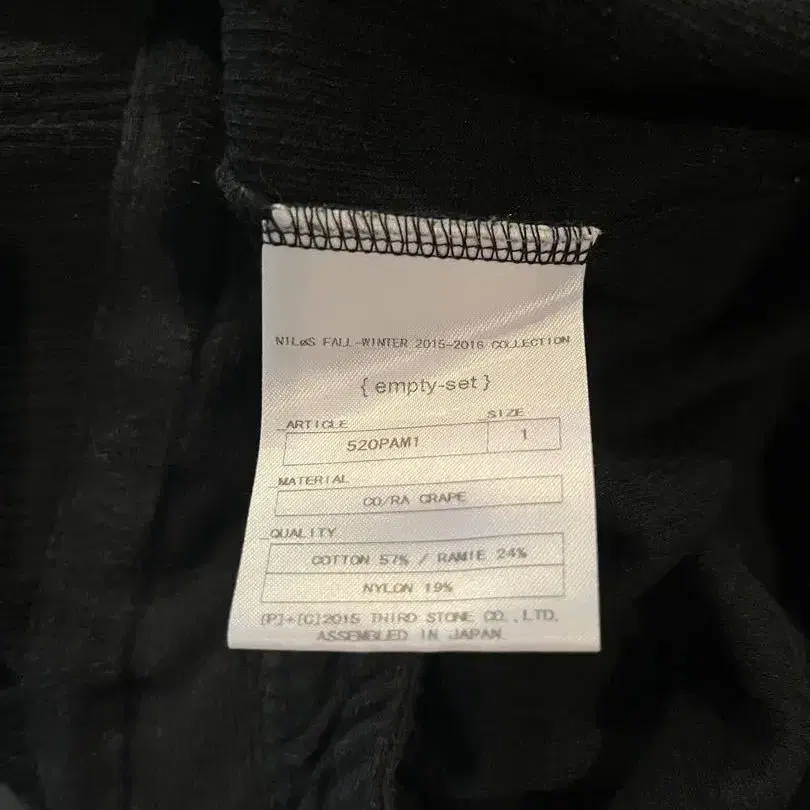 NILøS FALL-WINTER 2015-2016 COLLECTION
{ empty-set }
ARTICLE SIZE
520PAM1 1
MATERIAL
CO/RA CRAPE
QUALITY
COTTON 57% / RAMIE 24%
NYLON 19%
[P]+[C]2015 THIRD STONE CO.,LTD.
ASSEMBLED IN JAPAN